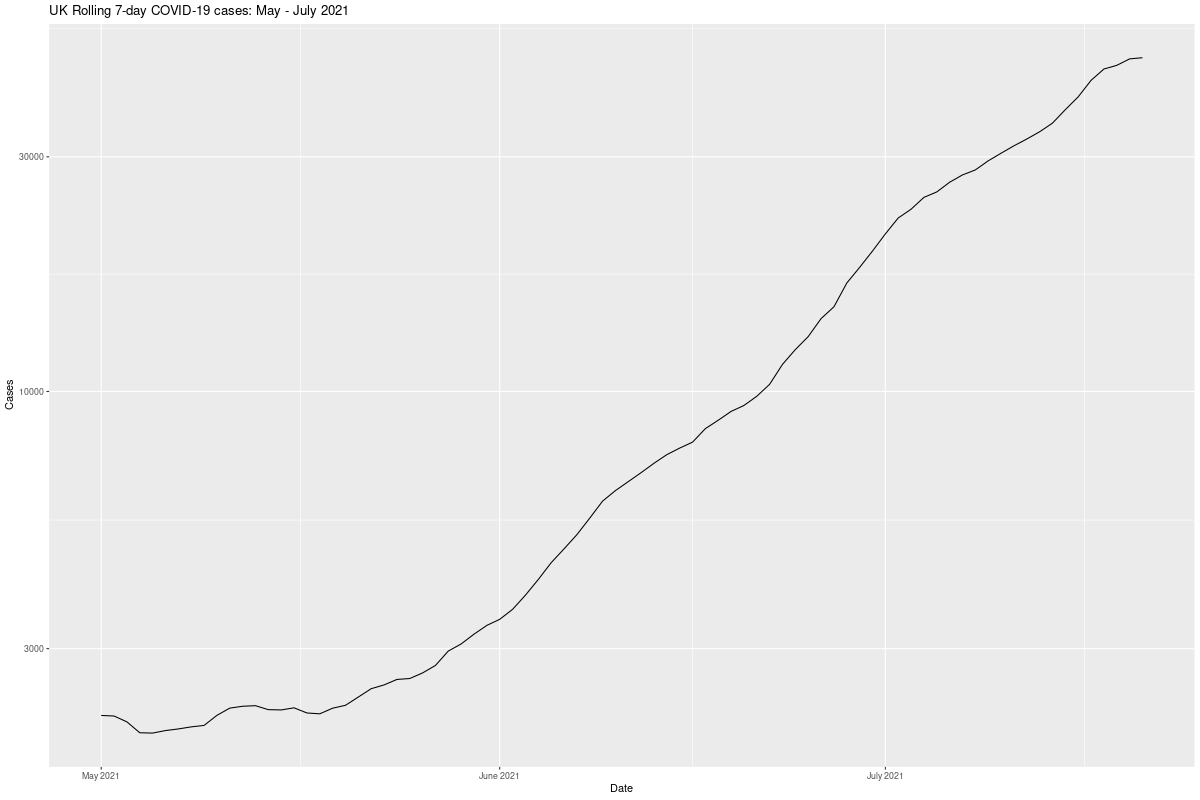 UK Rolling 7-day COVID-19 cases: May - July 2021
30000
10000
3000
Cases
May 2021
June 2021
July 2021
Date